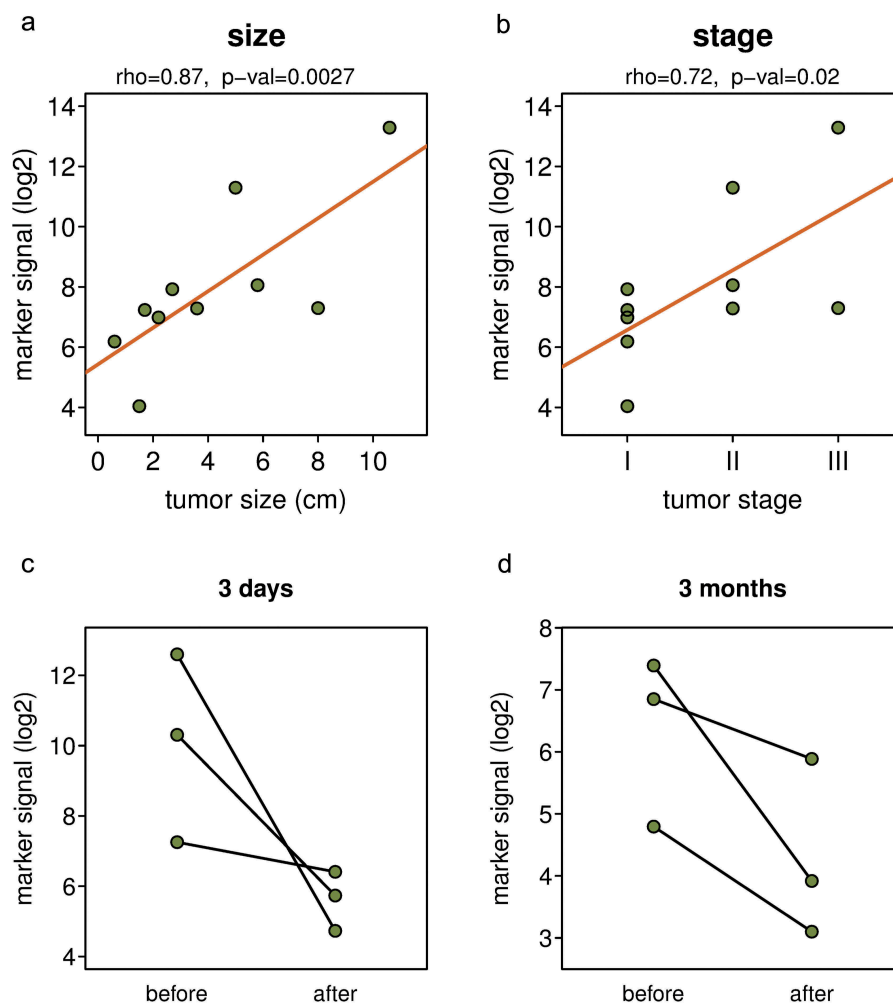 a
size
rho=0.87, p-val=0.0027
14
12
10
8
6
4
marker signal (log2)
0 2 4 6 8 10
tumor size (cm)
b
stage
rho=0.72, p-val=0.02
14
12
10
8
6
4
marker signal (log2)
I II III
tumor stage
c
3 days
12
10
8
6
4
marker signal (log2)
before after
d
3 months
8
7
6
5
4
3
marker signal (log2)
before after